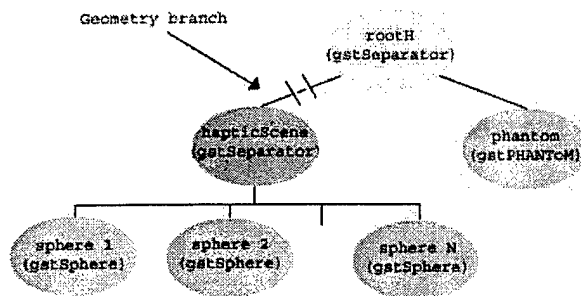 Geometry branch
rootH
(gstSeparator)
hapticScene
(gstSeparator)
phantom
(gstPHANToM)
sphere 1
(gstSphere)
sphere 2
(gstSphere)
sphere N
(gstSphere)